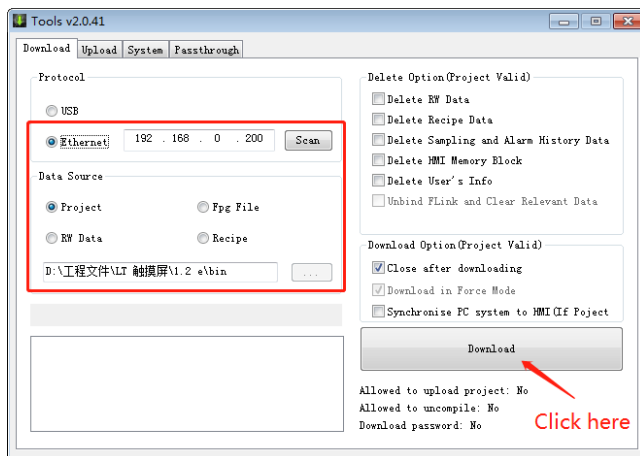 Tools v2.0.41
Download Upload System Passthrough
Protocol
USB
Ethernet 192 . 168 . 0 . 200 Scan
Data Source
Project Fpg File
RW Data Recipe
D:\工程文件\LT 触摸屏\1.2 e\bin ...
Delete Option(Project Valid)
Delete RW Data
Delete Recipe Data
Delete Sampling and Alarm History Data
Delete HMI Memory Block
Delete User's Info
Unbind FLink and Clear Relevant Data
Download Option(Project Valid)
Close after downloading
Download in Force Mode
Synchronise PC system to HMI(If Poject
Download
Allowed to upload project: No
Allowed to uncompile: No
Download password: No
Click here